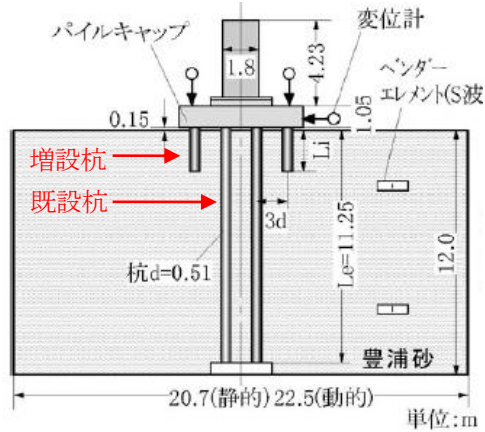 パイルキャップ
変位計
1.8
4.23
ベンダー
エレメント(S波
0.15
1.05
増設杭
Li
既設杭
3d
杭d=0.51
Le=11.25
12.0
豊浦砂
20.7(静的) 22.5(動的)
単位:m